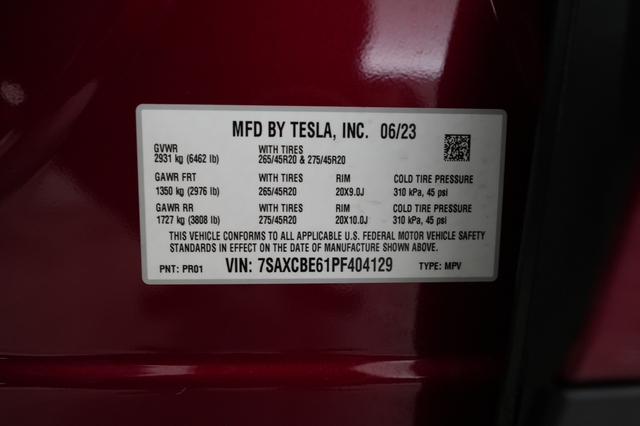 MFD BY TESLA, INC. 06/23
GVWR WITH TIRES
2931 kg (6462 lb) 265/45R20 & 275/45R20
GAWR FRT WITH TIRES RIM COLD TIRE PRESSURE
1350 kg (2976 lb) 265/45R20 20X9.0J 310 kPa, 45 psi
GAWR RR WITH TIRES RIM COLD TIRE PRESSURE
1727 kg (3808 lb) 275/45R20 20X10.0J 310 kPa, 45 psi
THIS VEHICLE CONFORMS TO ALL APPLICABLE U.S. FEDERAL MOTOR VEHICLE SAFETY
STANDARDS IN EFFECT ON THE DATE OF MANUFACTURE SHOWN ABOVE.
PNT: PR01 VIN: 7SAXCBE61PF404129 TYPE: MPV